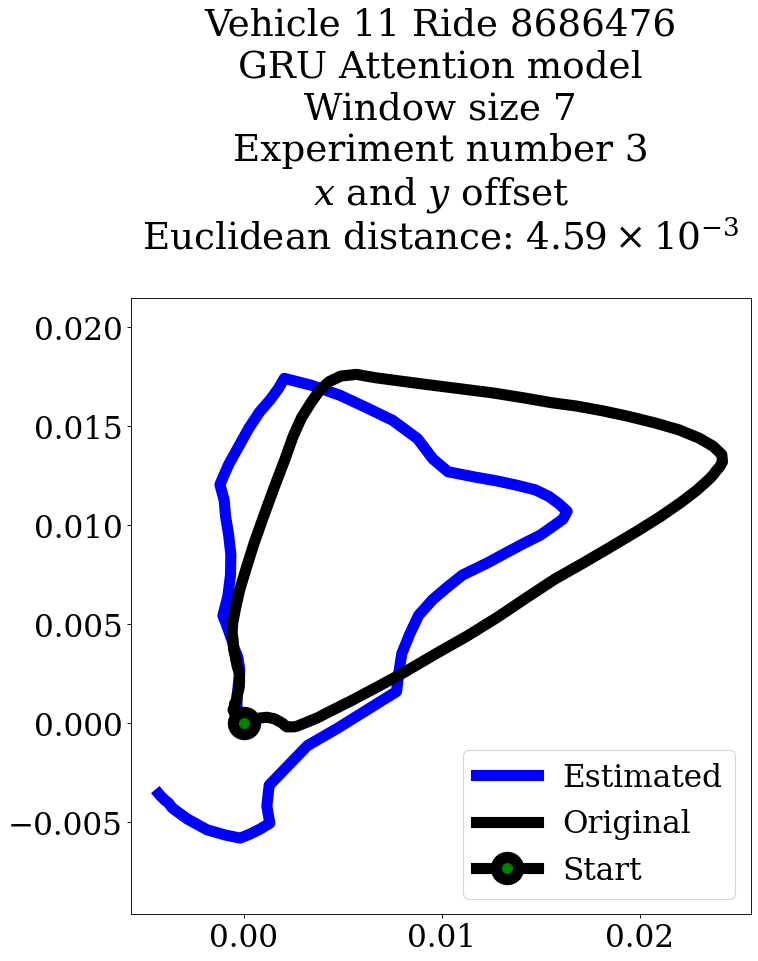 Vehicle 11 Ride 8686476
GRU Attention model
Window size 7
Experiment number 3
x and y offset
Euclidean distance: 4.59 × 10⁻³
0.020
0.015
0.010
0.005
0.000
−0.005
0.00 0.01 0.02
Estimated
Original
Start